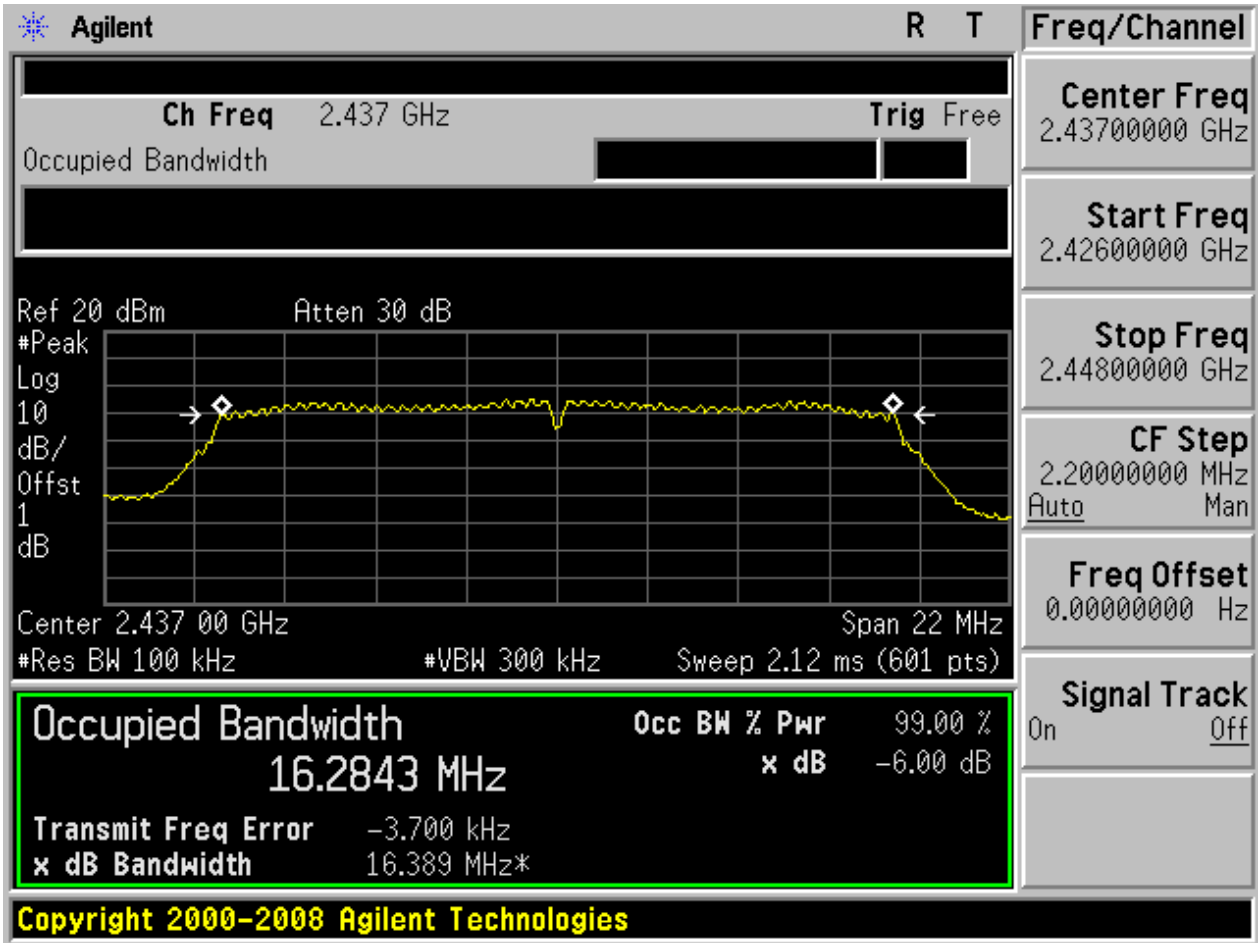 Agilent R T
Freq/Channel
Ch Freq 2.437 GHz Trig Free
Occupied Bandwidth
Center Freq
2.43700000 GHz
Start Freq
2.42600000 GHz
Stop Freq
2.44800000 GHz
CF Step
2.20000000 MHz
Auto Man
Freq Offset
0.00000000 Hz
Signal Track
On Off
Ref 20 dBm Atten 30 dB
#Peak
Log
10
dB/
Offst
1
dB
Center 2.437 00 GHz Span 22 MHz
#Res BW 100 kHz #VBW 300 kHz Sweep 2.12 ms (601 pts)
Occupied Bandwidth Occ BW % Pwr 99.00 %
16.2843 MHz x dB -6.00 dB
Transmit Freq Error -3.700 kHz
x dB Bandwidth 16.389 MHz*
Copyright 2000-2008 Agilent Technologies